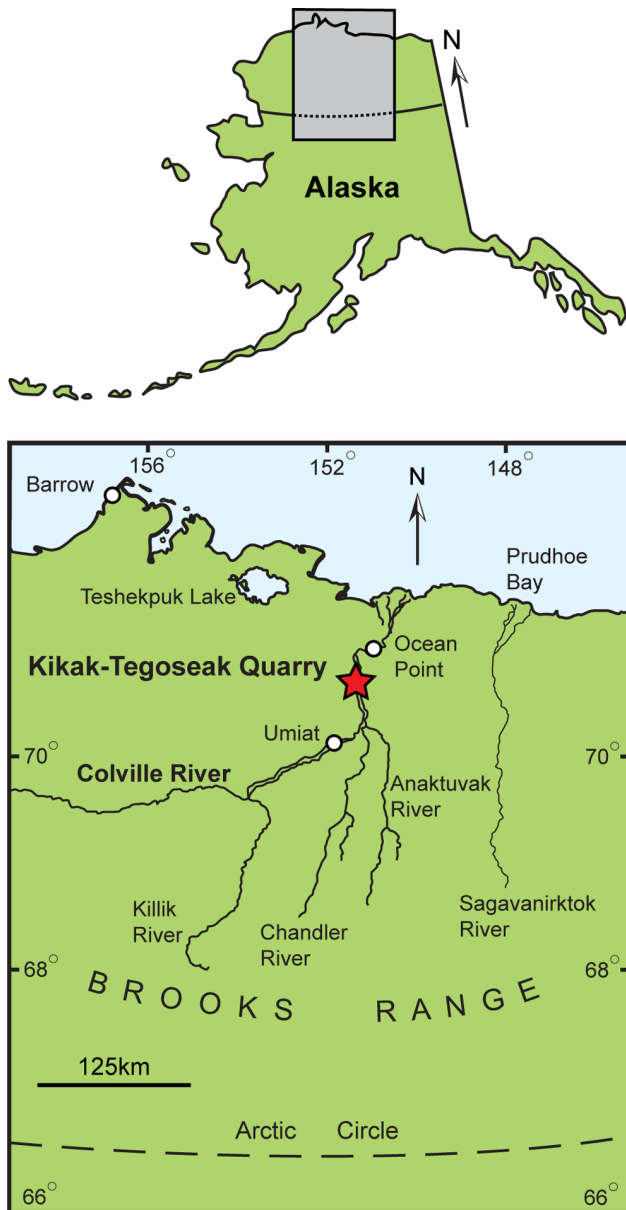 N
Alaska
156°
152°
148°
N
Barrow
Prudhoe
Bay
Teshekpuk Lake
Ocean
Point
Kikak-Tegoseak Quarry
Umiat
70°
70°
Colville River
Anaktuvak
River
Killik
River
Chandler
River
Sagavanirktok
River
68°
68°
BROOKS RANGE
125km
Arctic Circle
66°
66°